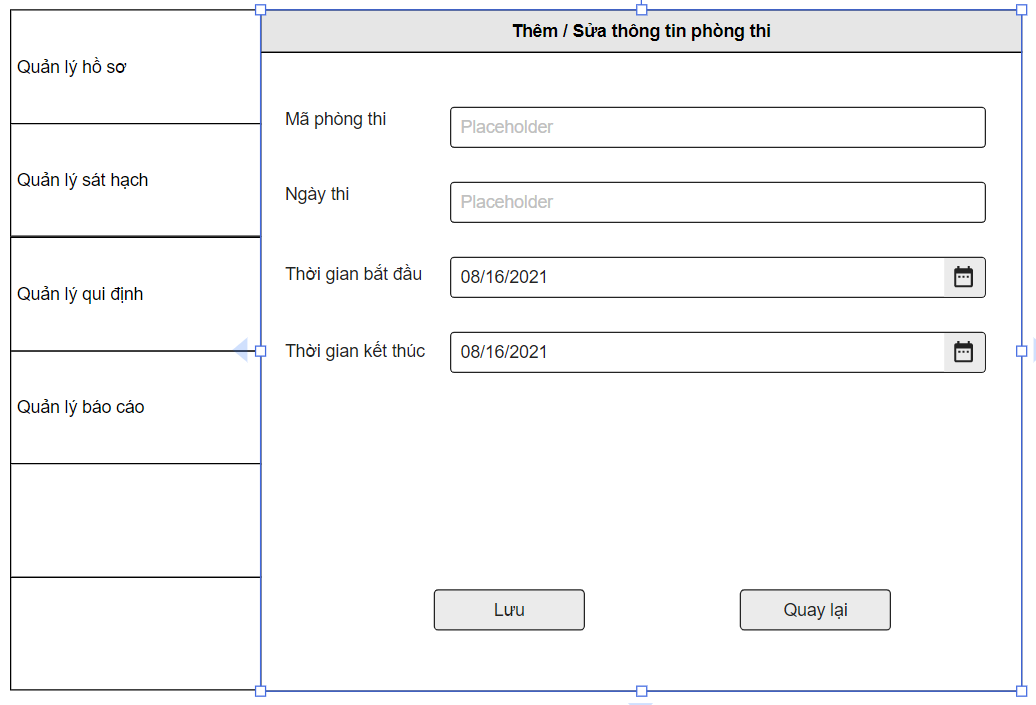 Thêm / Sửa thông tin phòng thi
Quản lý hồ sơ
Quản lý sát hạch
Quản lý qui định
Quản lý báo cáo
Mã phòng thi
Placeholder
Ngày thi
Placeholder
Thời gian bắt đầu
08/16/2021
Thời gian kết thúc
08/16/2021
Lưu
Quay lại